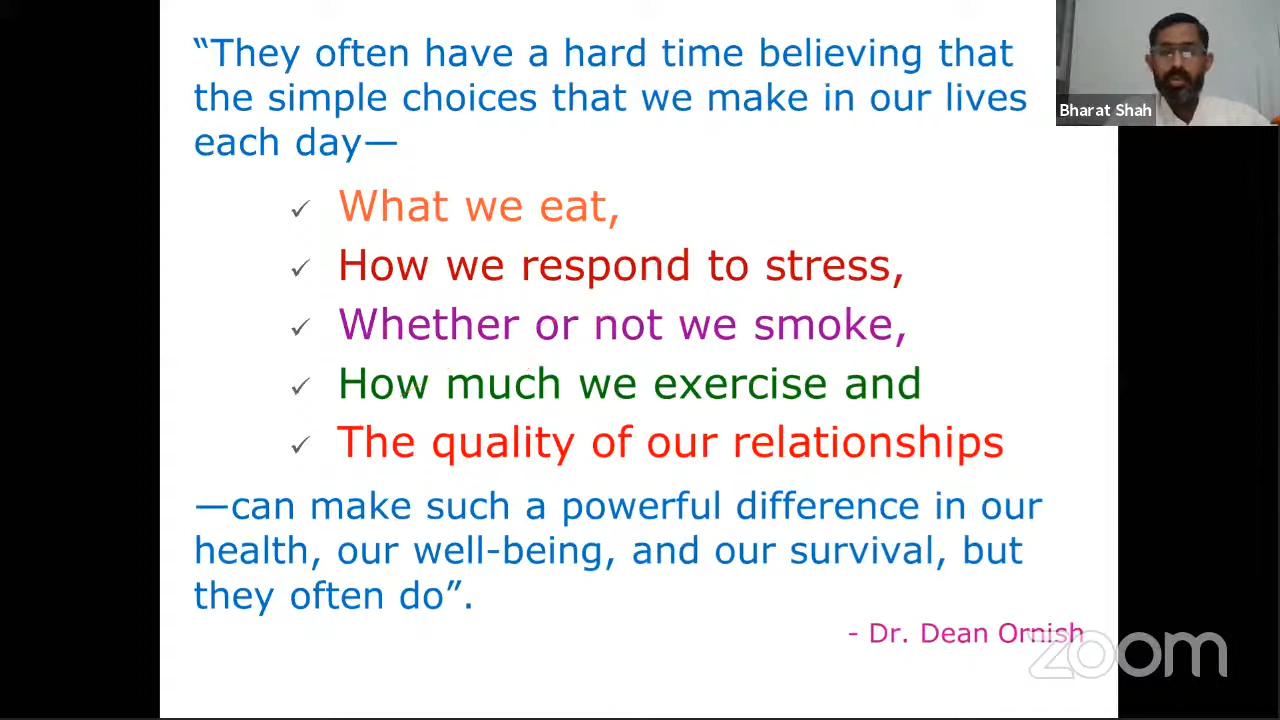 “They often have a hard time believing that
the simple choices that we make in our lives
each day—
Bharat Shah
✓ What we eat,
✓ How we respond to stress,
✓ Whether or not we smoke,
✓ How much we exercise and
✓ The quality of our relationships
—can make such a powerful difference in our
health, our well-being, and our survival, but
they often do”.
- Dr. Dean Ornish
zoom